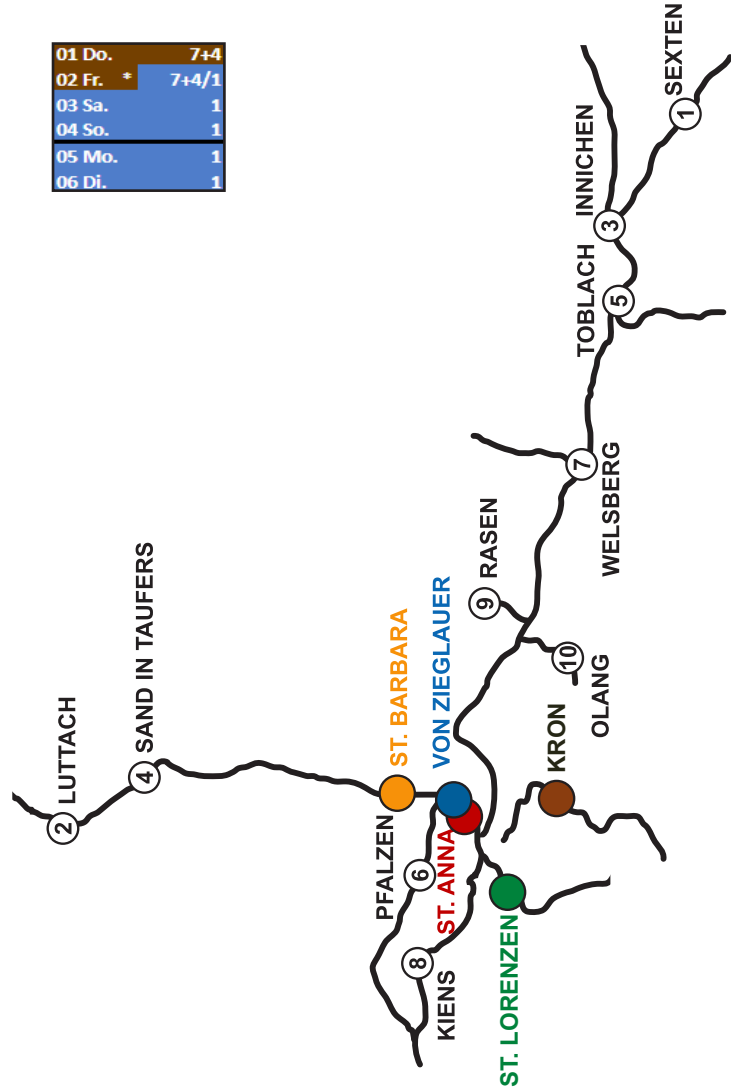 01 Do. 7+4
02 Fr. * 7+4/1
03 Sa. 1
04 So. 1
05 Mo. 1
06 Di. 1
SEXTEN
1
INNICHEN
3
TOBLACH
5
WELSBERG
7
RASEN
9
OLANG
10
SAND IN TAUFERS
4
LUTTACH
2
ST. BARBARA
VON ZIEGLAUER
KRON
PFALZEN
6
ST. ANNA
KIENS
8
ST. LORENZEN